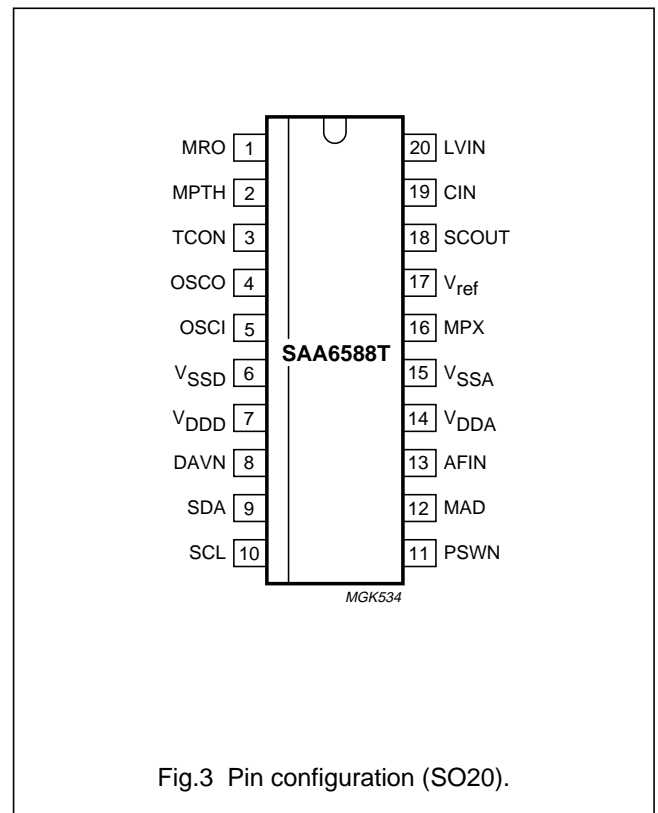 MRO 1 20 LVIN
MPTH 2 19 CIN
TCON 3 18 SCOUT
OSCO 4 17 Vref
OSCI 5 16 MPX
SAA6588T
VSSD 6 15 VSSA
VDDD 7 14 VDDA
DAVN 8 13 AFIN
SDA 9 12 MAD
SCL 10 11 PSWN
MGK534
Fig.3 Pin configuration (SO20).